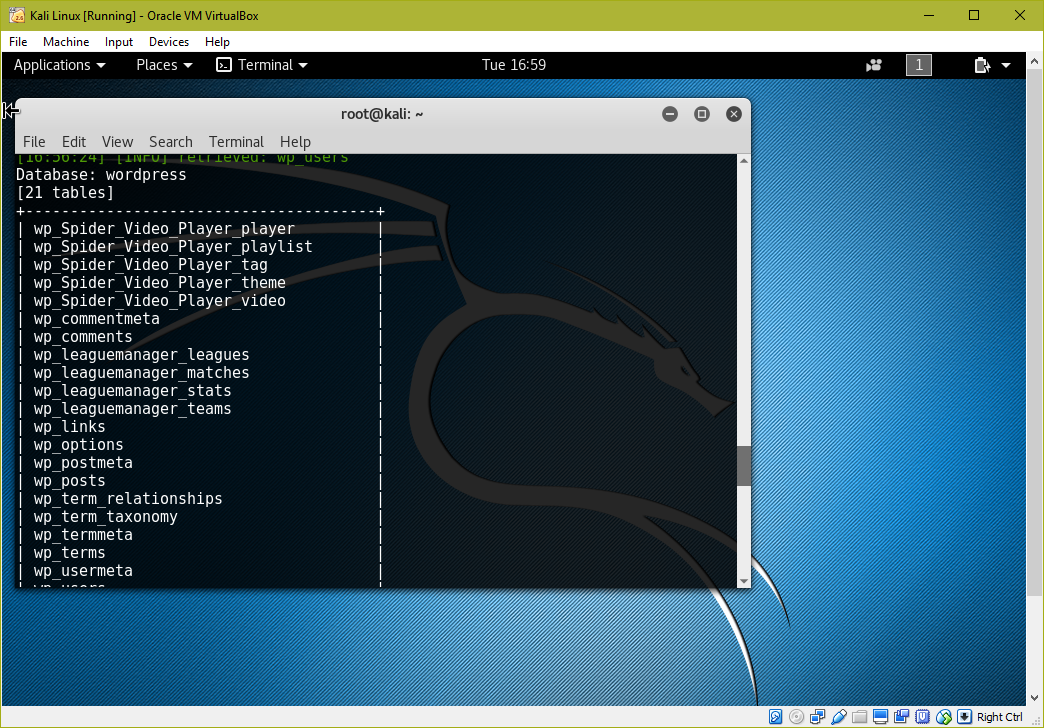 Kali Linux [Running] - Oracle VM VirtualBox
File Machine Input Devices Help
Applications Places Terminal Tue 16:59 1
root@kali: ~
File Edit View Search Terminal Help
[16:56:24] [INFO] retrieved: wp_users
Database: wordpress
[21 tables]
+---------------------------------------+
| wp_Spider_Video_Player_player |
| wp_Spider_Video_Player_playlist |
| wp_Spider_Video_Player_tag |
| wp_Spider_Video_Player_theme |
| wp_Spider_Video_Player_video |
| wp_commentmeta |
| wp_comments |
| wp_leaguemanager_leagues |
| wp_leaguemanager_matches |
| wp_leaguemanager_stats |
| wp_leaguemanager_teams |
| wp_links |
| wp_options |
| wp_postmeta |
| wp_posts |
| wp_term_relationships |
| wp_term_taxonomy |
| wp_termmeta |
| wp_terms |
| wp_usermeta |
| wp_users |
Right Ctrl